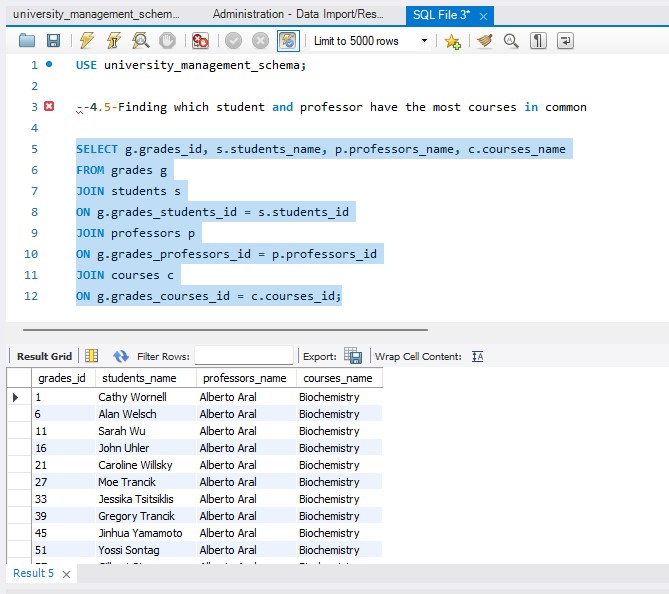 university_management_schem... Administration - Data Import/Res... SQL File 3*
Limit to 5000 rows
1 USE university_management_schema;
2
3 --4.5-Finding which student and professor have the most courses in common
4
5 SELECT g.grades_id, s.students_name, p.professors_name, c.courses_name
6 FROM grades g
7 JOIN students s
8 ON g.grades_students_id = s.students_id
9 JOIN professors p
10 ON g.grades_professors_id = p.professors_id
11 JOIN courses c
12 ON g.grades_courses_id = c.courses_id;
Result Grid Filter Rows: Export: Wrap Cell Content:
grades_id students_name professors_name courses_name
1 Cathy Wornell Alberto Aral Biochemistry
6 Alan Welsch Alberto Aral Biochemistry
11 Sarah Wu Alberto Aral Biochemistry
16 John Uhler Alberto Aral Biochemistry
21 Caroline Willsky Alberto Aral Biochemistry
27 Moe Trancik Alberto Aral Biochemistry
33 Jessika Tsitsiklis Alberto Aral Biochemistry
39 Gregory Trancik Alberto Aral Biochemistry
45 Jinhua Yamamoto Alberto Aral Biochemistry
51 Yossi Sontag Alberto Aral Biochemistry
Result 5